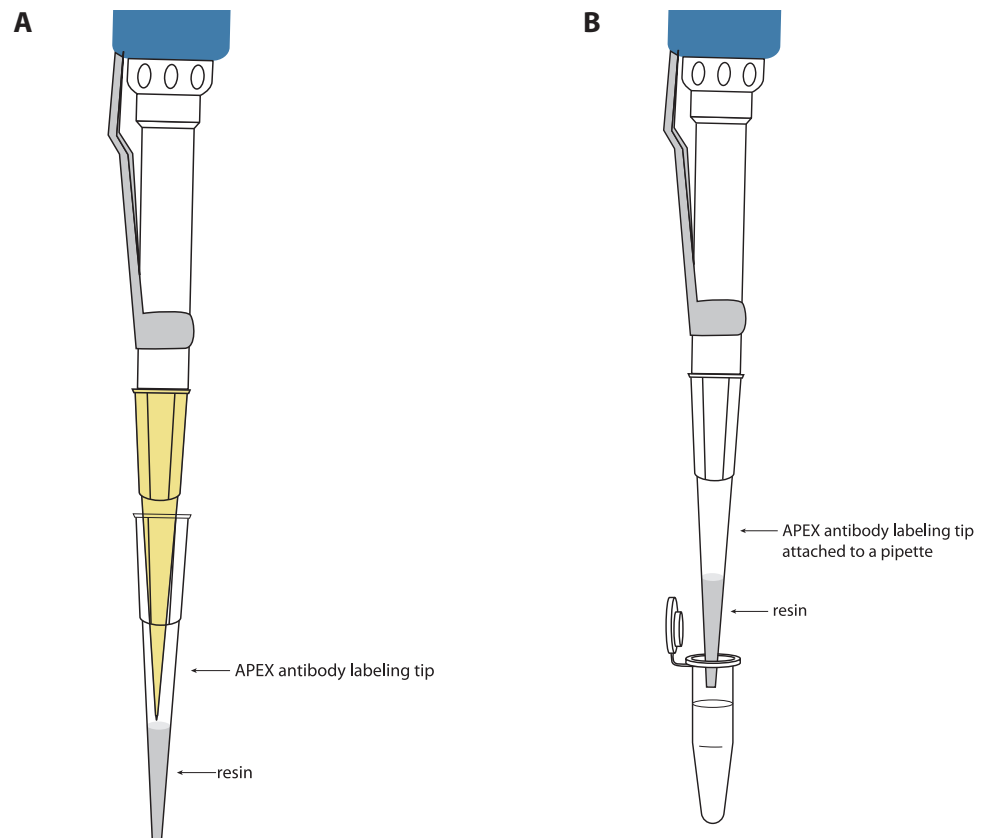 A
B
APEX antibody labeling tip
resin
APEX antibody labeling tip
attached to a pipette
resin